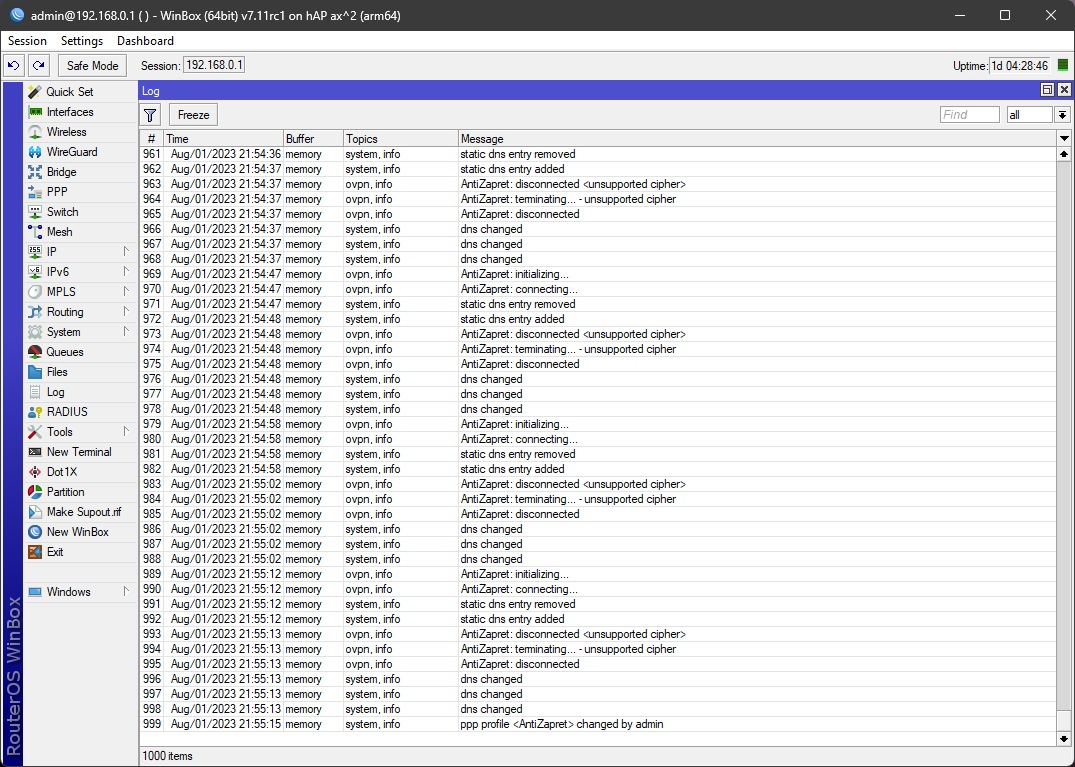 admin@192.168.0.1 ( ) - WinBox (64bit) v7.11rc1 on hAP ax^2 (arm64)
Session Settings Dashboard
Safe Mode Session: 192.168.0.1 Uptime: 1d 04:28:46
Quick Set
Interfaces
Wireless
WireGuard
Bridge
PPP
Switch
Mesh
IP
IPv6
MPLS
Routing
System
Queues
Files
Log
RADIUS
Tools
New Terminal
Dot1X
Partition
Make Supout.rif
New WinBox
Exit
Windows
RouterOS WinBox
Log
Freeze Find all
# Time Buffer Topics Message
961 Aug/01/2023 21:54:36 memory system, info static dns entry removed
962 Aug/01/2023 21:54:37 memory system, info static dns entry added
963 Aug/01/2023 21:54:37 memory ovpn, info AntiZapret: disconnected <unsupported cipher>
964 Aug/01/2023 21:54:37 memory ovpn, info AntiZapret: terminating... - unsupported cipher
965 Aug/01/2023 21:54:37 memory ovpn, info AntiZapret: disconnected
966 Aug/01/2023 21:54:37 memory system, info dns changed
967 Aug/01/2023 21:54:37 memory system, info dns changed
968 Aug/01/2023 21:54:37 memory system, info dns changed
969 Aug/01/2023 21:54:47 memory ovpn, info AntiZapret: initializing...
970 Aug/01/2023 21:54:47 memory ovpn, info AntiZapret: connecting...
971 Aug/01/2023 21:54:47 memory system, info static dns entry removed
972 Aug/01/2023 21:54:48 memory system, info static dns entry added
973 Aug/01/2023 21:54:48 memory ovpn, info AntiZapret: disconnected <unsupported cipher>
974 Aug/01/2023 21:54:48 memory ovpn, info AntiZapret: terminating... - unsupported cipher
975 Aug/01/2023 21:54:48 memory ovpn, info AntiZapret: disconnected
976 Aug/01/2023 21:54:48 memory system, info dns changed
977 Aug/01/2023 21:54:48 memory system, info dns changed
978 Aug/01/2023 21:54:48 memory system, info dns changed
979 Aug/01/2023 21:54:58 memory ovpn, info AntiZapret: initializing...
980 Aug/01/2023 21:54:58 memory ovpn, info AntiZapret: connecting...
981 Aug/01/2023 21:54:58 memory system, info static dns entry removed
982 Aug/01/2023 21:54:58 memory system, info static dns entry added
983 Aug/01/2023 21:55:02 memory ovpn, info AntiZapret: disconnected <unsupported cipher>
984 Aug/01/2023 21:55:02 memory ovpn, info AntiZapret: terminating... - unsupported cipher
985 Aug/01/2023 21:55:02 memory ovpn, info AntiZapret: disconnected
986 Aug/01/2023 21:55:02 memory system, info dns changed
987 Aug/01/2023 21:55:02 memory system, info dns changed
988 Aug/01/2023 21:55:02 memory system, info dns changed
989 Aug/01/2023 21:55:12 memory ovpn, info AntiZapret: initializing...
990 Aug/01/2023 21:55:12 memory ovpn, info AntiZapret: connecting...
991 Aug/01/2023 21:55:12 memory system, info static dns entry removed
992 Aug/01/2023 21:55:12 memory system, info static dns entry added
993 Aug/01/2023 21:55:13 memory ovpn, info AntiZapret: disconnected <unsupported cipher>
994 Aug/01/2023 21:55:13 memory ovpn, info AntiZapret: terminating... - unsupported cipher
995 Aug/01/2023 21:55:13 memory ovpn, info AntiZapret: disconnected
996 Aug/01/2023 21:55:13 memory system, info dns changed
997 Aug/01/2023 21:55:13 memory system, info dns changed
998 Aug/01/2023 21:55:13 memory system, info dns changed
999 Aug/01/2023 21:55:15 memory system, info ppp profile <AntiZapret> changed by admin
1000 items